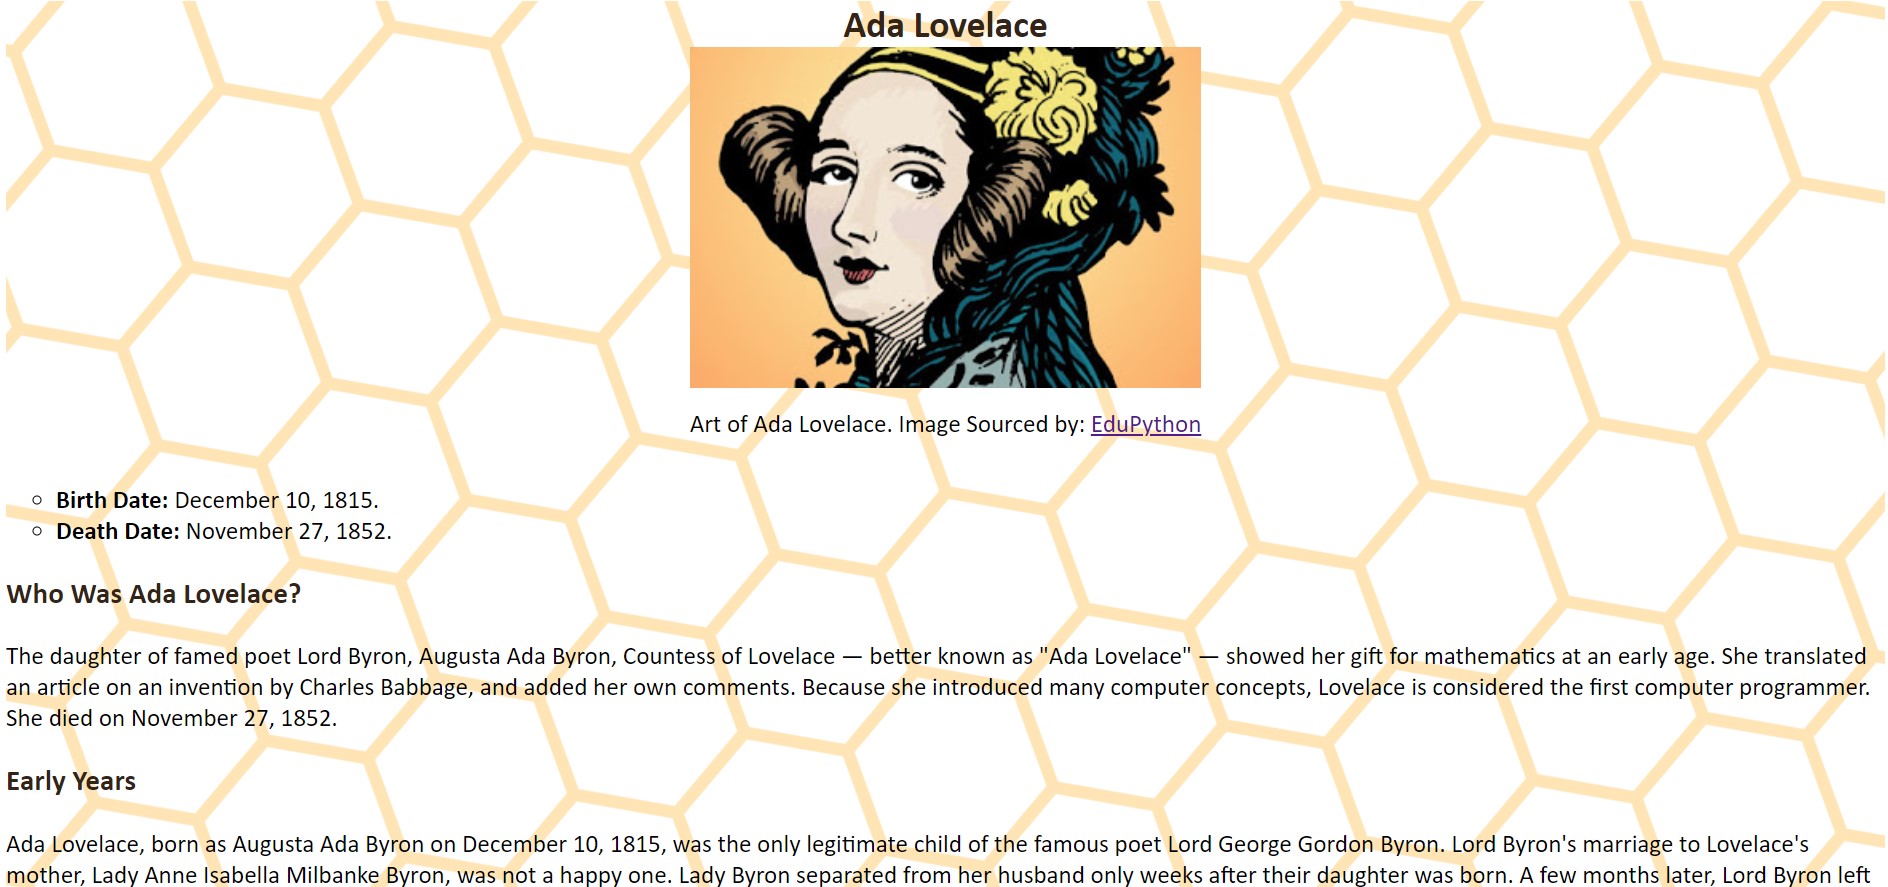 Ada Lovelace
Art of Ada Lovelace. Image Sourced by: EduPython
Birth Date: December 10, 1815.
Death Date: November 27, 1852.
Who Was Ada Lovelace?
The daughter of famed poet Lord Byron, Augusta Ada Byron, Countess of Lovelace — better known as "Ada Lovelace" — showed her gift for mathematics at an early age. She translated
an article on an invention by Charles Babbage, and added her own comments. Because she introduced many computer concepts, Lovelace is considered the first computer programmer.
She died on November 27, 1852.
Early Years
Ada Lovelace, born as Augusta Ada Byron on December 10, 1815, was the only legitimate child of the famous poet Lord George Gordon Byron. Lord Byron's marriage to Lovelace's
mother, Lady Anne Isabella Milbanke Byron, was not a happy one. Lady Byron separated from her husband only weeks after their daughter was born. A few months later, Lord Byron left